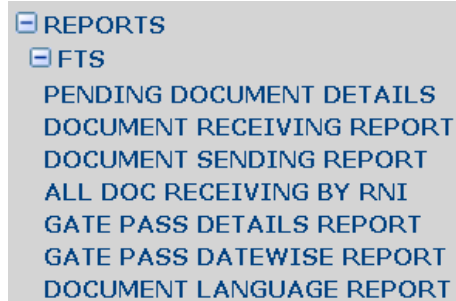 REPORTS
FTS
PENDING DOCUMENT DETAILS
DOCUMENT RECEIVING REPORT
DOCUMENT SENDING REPORT
ALL DOC RECEIVING BY RNI
GATE PASS DETAILS REPORT
GATE PASS DATEWISE REPORT
DOCUMENT LANGUAGE REPORT